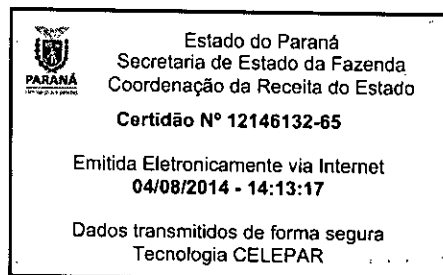 Estado do Paraná
Secretaria de Estado da Fazenda
PARANÁ
Coordenação da Receita do Estado
Certidão Nº 12146132-65
Emitida Eletronicamente via Internet
04/08/2014 - 14:13:17
Dados transmitidos de forma segura
Tecnologia CELEPAR